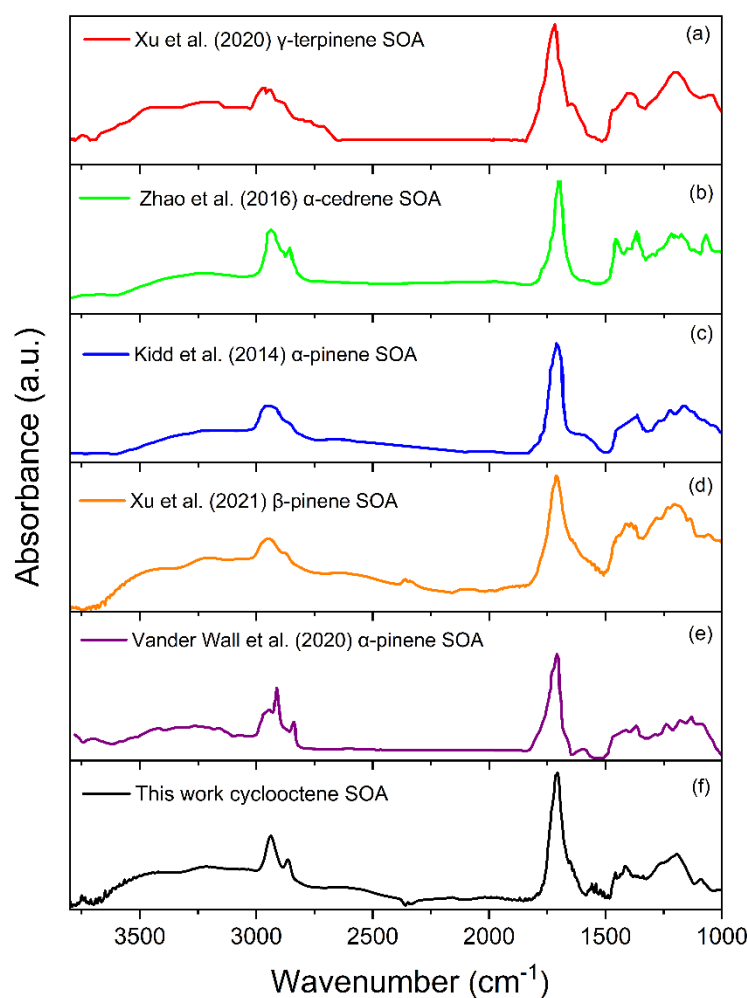 Xu et al. (2020) γ-terpinene SOA
(a)
Zhao et al. (2016) α-cedrene SOA
(b)
Kidd et al. (2014) α-pinene SOA
(c)
Xu et al. (2021) β-pinene SOA
(d)
Vander Wall et al. (2020) α-pinene SOA
(e)
This work cyclooctene SOA
(f)
Absorbance (a.u.)
3500 3000 2500 2000 1500 1000
Wavenumber (cm⁻¹)